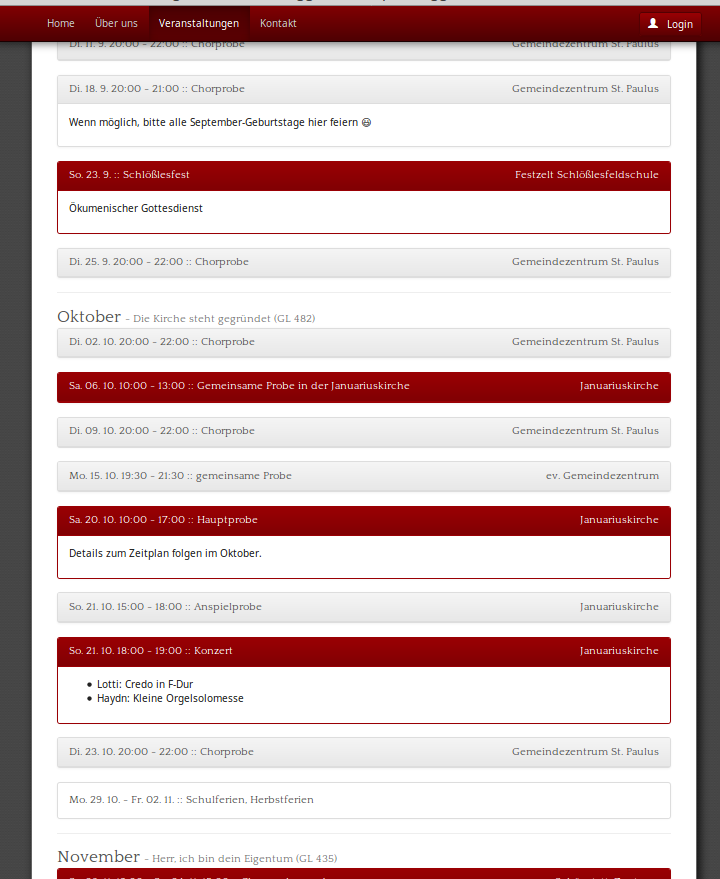 Home Über uns Veranstaltungen Kontakt Login
Di. 11. 9. 20:00 - 22:00 :: Chorprobe Gemeindezentrum St. Paulus
Di. 18. 9. 20:00 - 21:00 :: Chorprobe Gemeindezentrum St. Paulus
Wenn möglich, bitte alle September-Geburtstage hier feiern 😃
So. 23. 9. :: Schlößlesfest Festzelt Schlößlesfeldschule
Ökumenischer Gottesdienst
Di. 25. 9. 20:00 - 22:00 :: Chorprobe Gemeindezentrum St. Paulus
Oktober - Die Kirche steht gegründet (GL 482)
Di. 02. 10. 20:00 - 22:00 :: Chorprobe Gemeindezentrum St. Paulus
Sa. 06. 10. 10:00 - 13:00 :: Gemeinsame Probe in der Januariuskirche Januariuskirche
Di. 09. 10. 20:00 - 22:00 :: Chorprobe Gemeindezentrum St. Paulus
Mo. 15. 10. 19:30 - 21:30 :: gemeinsame Probe ev. Gemeindezentrum
Sa. 20. 10. 10:00 - 17:00 :: Hauptprobe Januariuskirche
Details zum Zeitplan folgen im Oktober.
So. 21. 10. 15:00 - 18:00 :: Anspielprobe Januariuskirche
So. 21. 10. 18:00 - 19:00 :: Konzert Januariuskirche
• Lotti: Credo in F-Dur
• Haydn: Kleine Orgelsolomesse
Di. 23. 10. 20:00 - 22:00 :: Chorprobe Gemeindezentrum St. Paulus
Mo. 29. 10. - Fr. 02. 11. :: Schulferien, Herbstferien
November - Herr, ich bin dein Eigentum (GL 435)